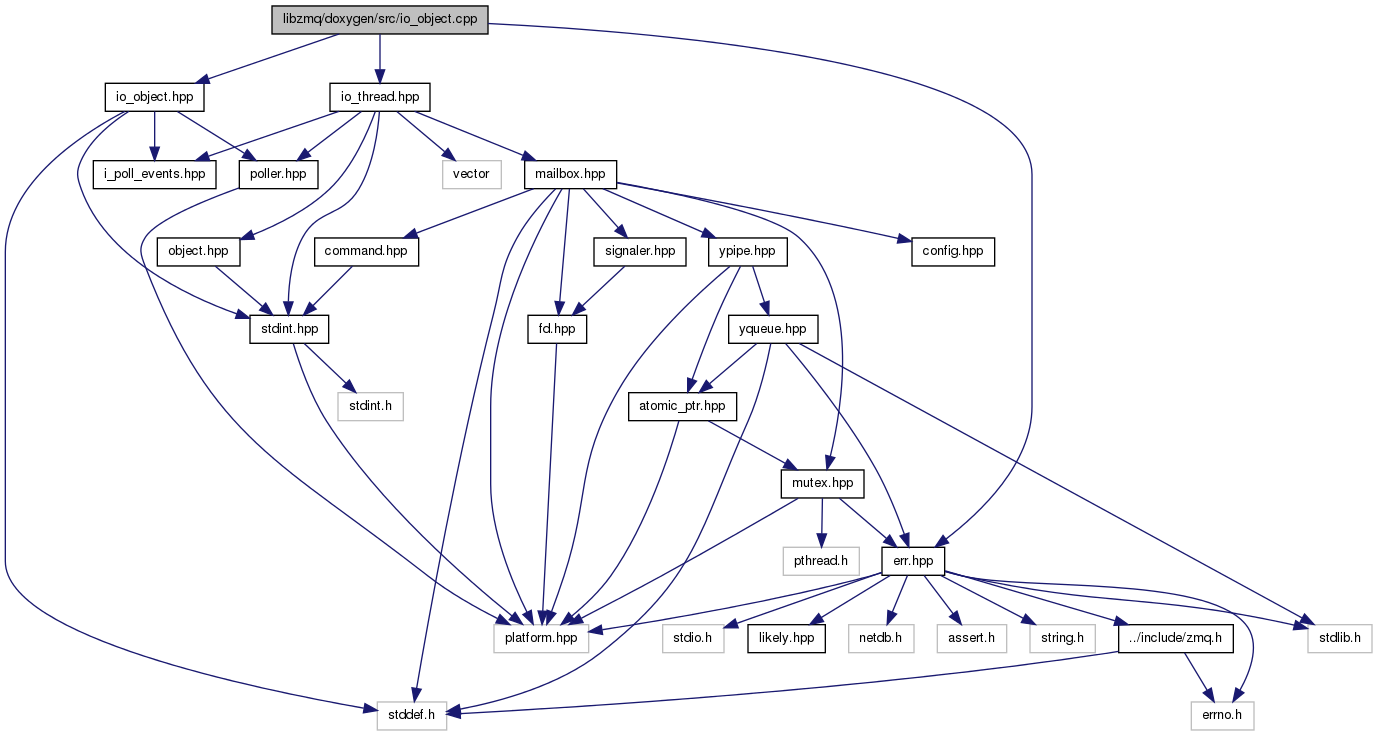 libzmq/doxygen/src/io_object.cpp
io_object.hpp
io_thread.hpp
i_poll_events.hpp
poller.hpp
vector
mailbox.hpp
object.hpp
command.hpp
signaler.hpp
ypipe.hpp
config.hpp
stdint.hpp
fd.hpp
yqueue.hpp
stdint.h
atomic_ptr.hpp
mutex.hpp
pthread.h
err.hpp
platform.hpp
stdio.h
likely.hpp
netdb.h
assert.h
string.h
../include/zmq.h
stdlib.h
stddef.h
errno.h